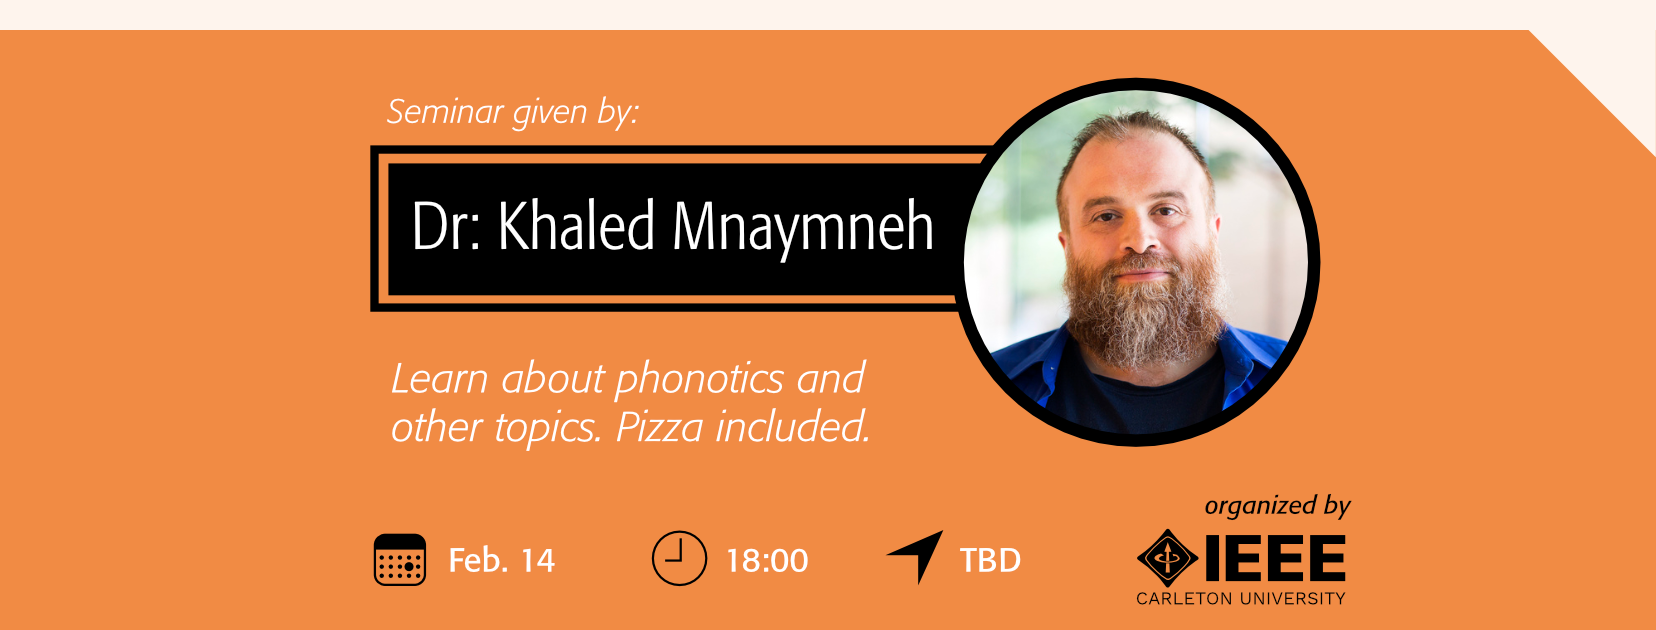 Seminar given by:
Dr: Khaled Mnaymneh
Learn about phonotics and
other topics. Pizza included.
Feb. 14
18:00
TBD
organized by
IEEE
CARLETON UNIVERSITY